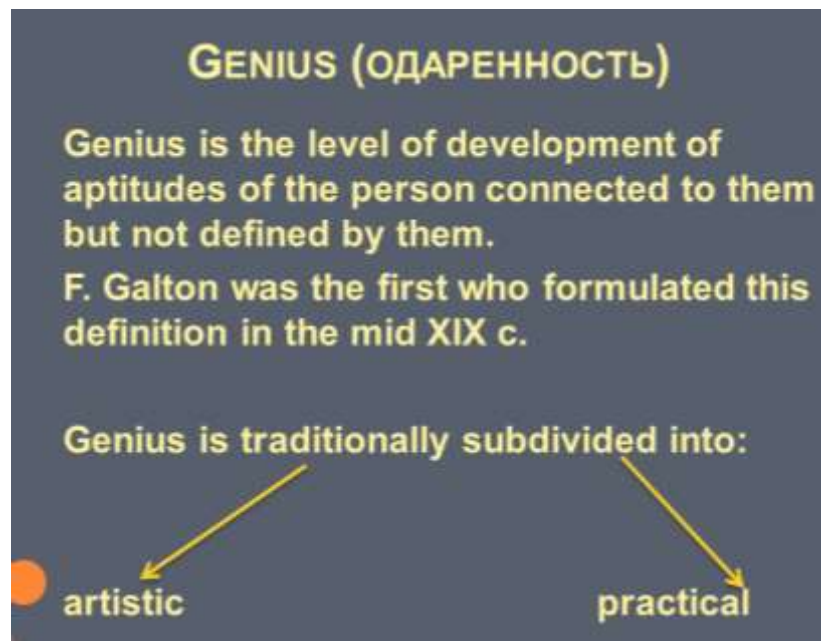 GENIUS (ОДАРЕННОСТЬ)
Genius is the level of development of
aptitudes of the person connected to them
but not defined by them.
F. Galton was the first who formulated this
definition in the mid XIX c.
Genius is traditionally subdivided into:
artistic practical